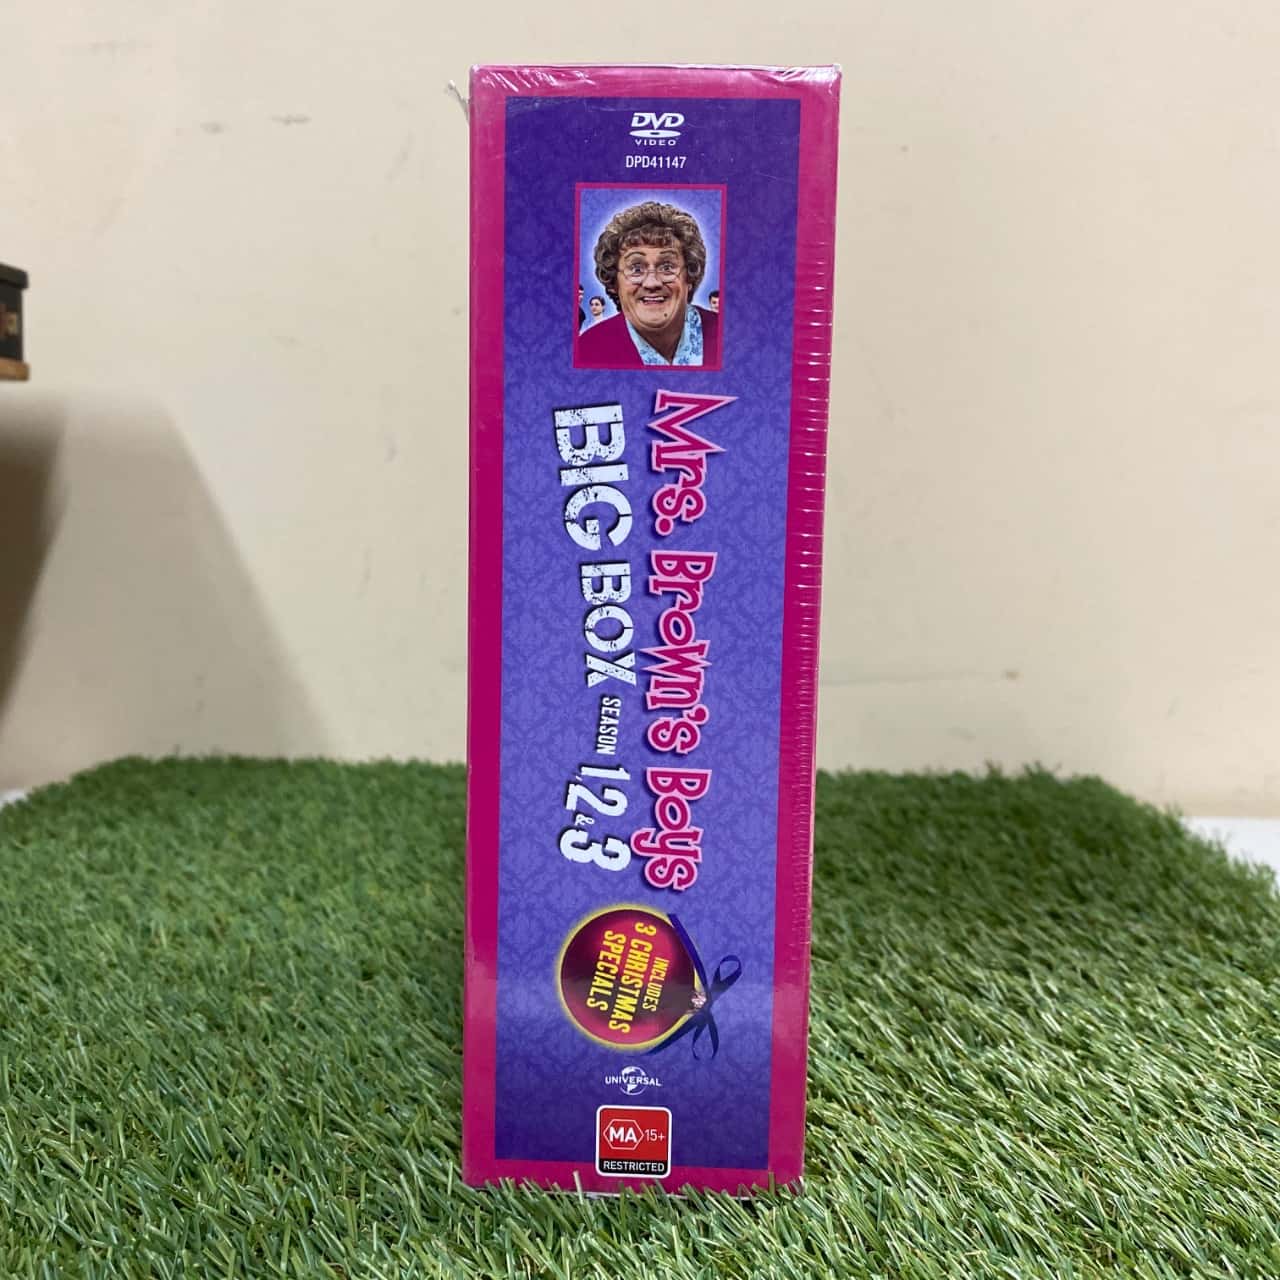 DVD
VIDEO
DPD41147
Mrs. Brown's Boys
BIG BOX SEASON 1, 2 & 3
INCLUDES
3 CHRISTMAS
SPECIALS
UNIVERSAL
MA 15+
RESTRICTED